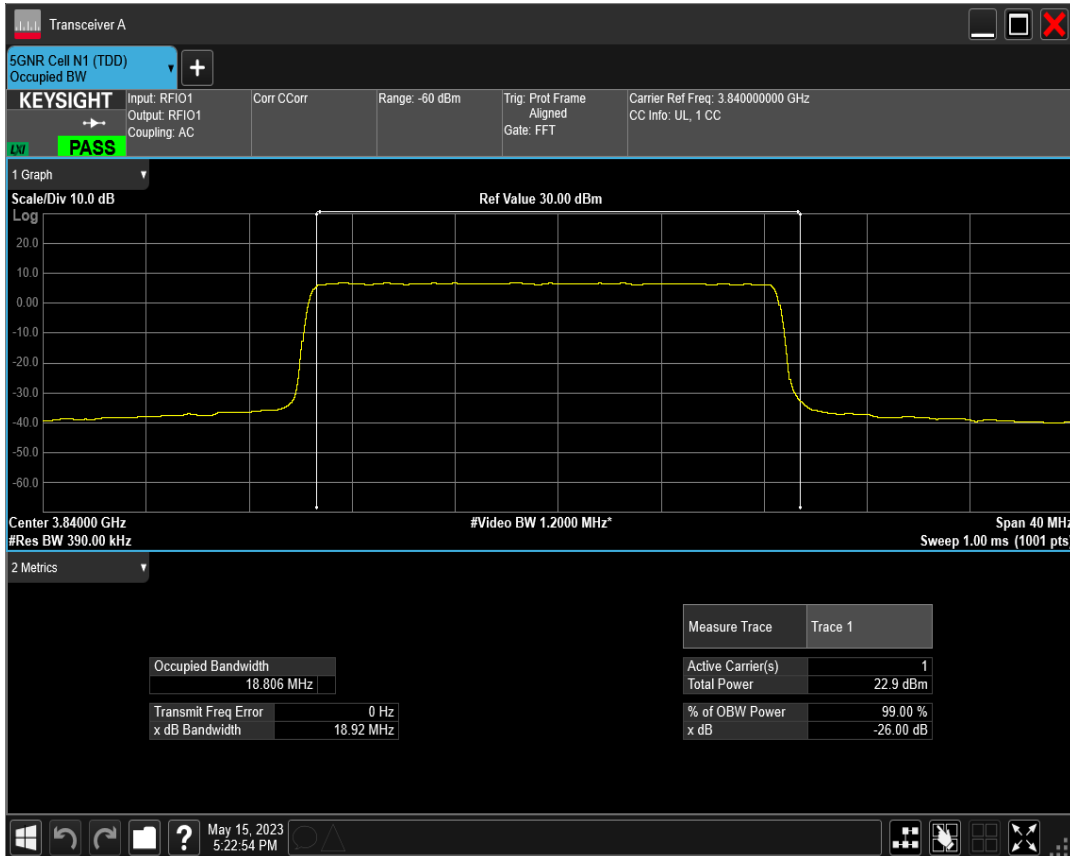 Transceiver A
5GNR Cell N1 (TDD)
Occupied BW
+
KEYSIGHT
LXI
PASS
Input: RFIO1
Output: RFIO1
Coupling: AC
Corr CCorr
Range: -60 dBm
Trig: Prot Frame
Aligned
Gate: FFT
Carrier Ref Freq: 3.840000000 GHz
CC Info: UL, 1 CC
1 Graph
Scale/Div 10.0 dB
Ref Value 30.00 dBm
Log
20.0
10.0
0.00
-10.0
-20.0
-30.0
-40.0
-50.0
-60.0
Center 3.84000 GHz
#Video BW 1.2000 MHz*
Span 40 MHz
#Res BW 390.00 kHz
Sweep 1.00 ms (1001 pts)
2 Metrics
Measure Trace Trace 1
Occupied Bandwidth
18.806 MHz
Active Carrier(s) 1
Total Power 22.9 dBm
Transmit Freq Error 0 Hz
x dB Bandwidth 18.92 MHz
% of OBW Power 99.00 %
x dB -26.00 dB
?
May 15, 2023
5:22:54 PM